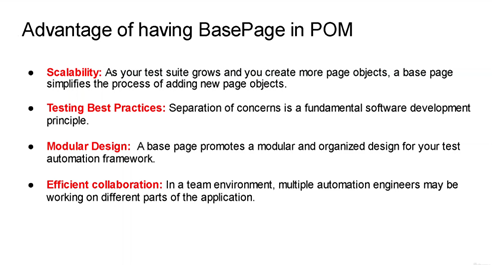 Advantage of having BasePage in POM
● Scalability: As your test suite grows and you create more page objects, a base page
simplifies the process of adding new page objects.
● Testing Best Practices: Separation of concerns is a fundamental software development
principle.
● Modular Design: A base page promotes a modular and organized design for your test
automation framework.
● Efficient collaboration: In a team environment, multiple automation engineers may be
working on different parts of the application.